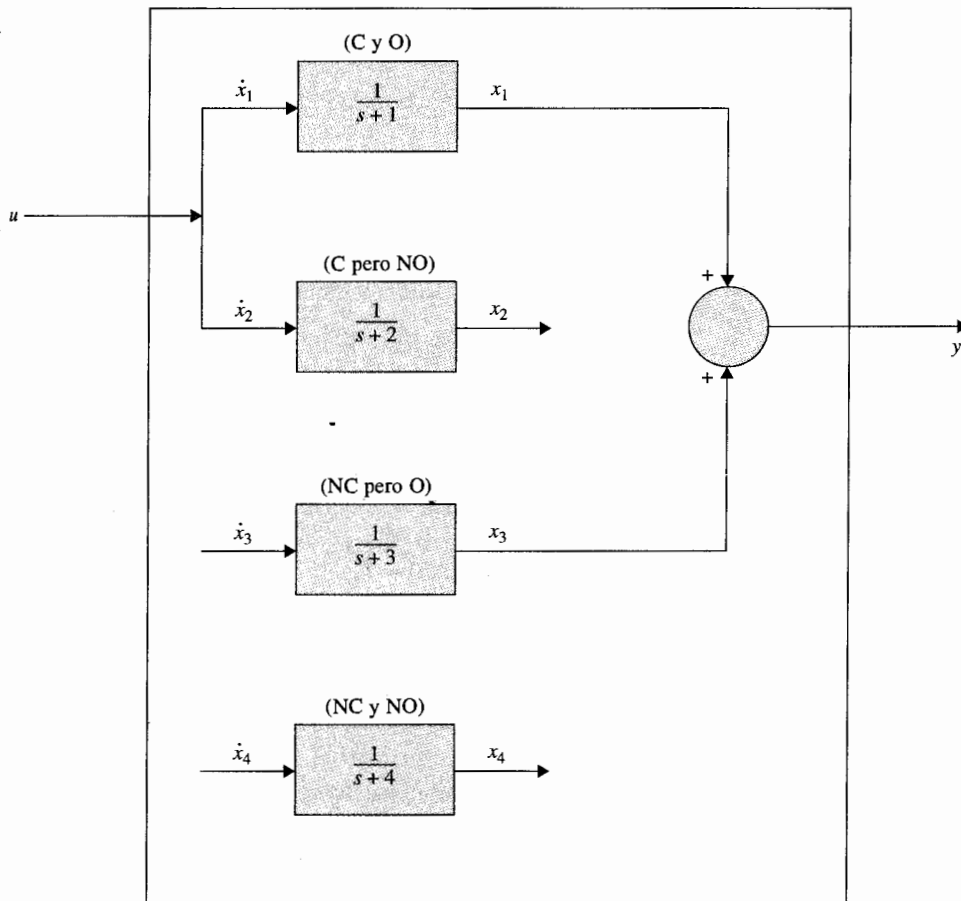 (C y O)
ẋ₁
1
s + 1
x₁
u
(C pero NO)
ẋ₂
1
s + 2
x₂
+
+
y
(NC pero O)
ẋ₃
1
s + 3
x₃
(NC y NO)
ẋ₄
1
s + 4
x₄